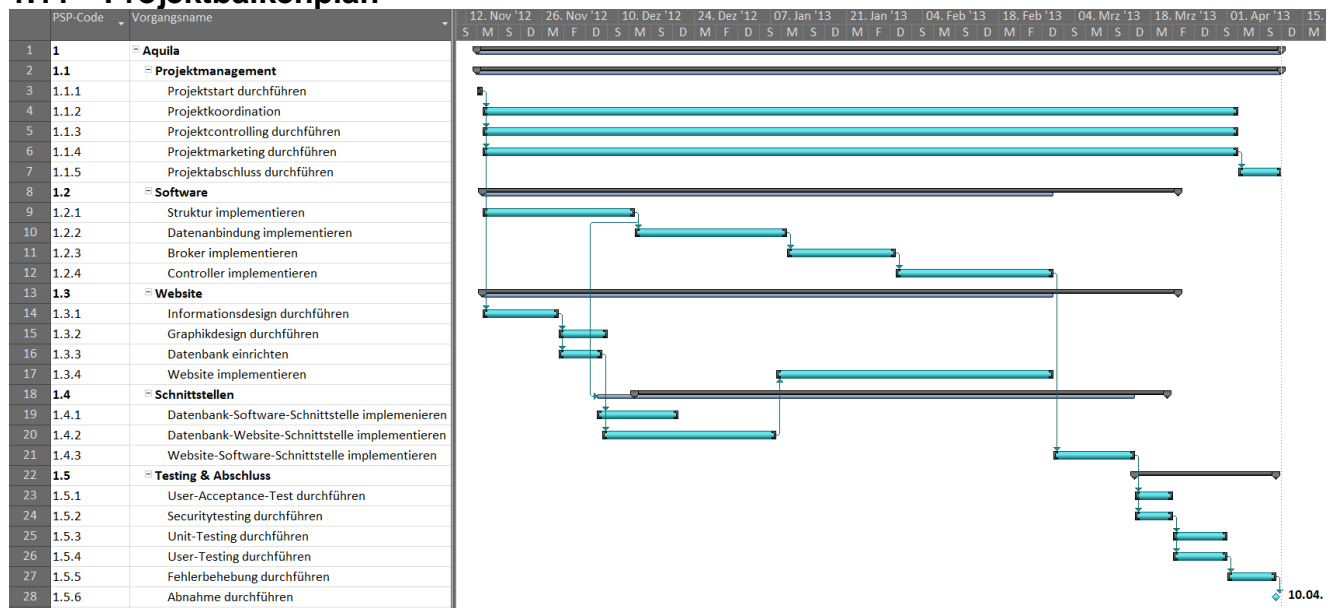 PSP-Code Vorgangsname 12. Nov '12 26. Nov '12 10. Dez '12 24. Dez '12 07. Jan '13 21. Jan '13 04. Feb '13 18. Feb '13 04. Mrz '13 18. Mrz '13 01. Apr '13 15.
S M S D M F D S M S D M F D S M S D M F D S M S D M F D S M S D M F D S M S D M
1 1 Aquila
2 1.1 Projektmanagement
3 1.1.1 Projektstart durchführen
4 1.1.2 Projektkoordination
5 1.1.3 Projektcontrolling durchführen
6 1.1.4 Projektmarketing durchführen
7 1.1.5 Projektabschluss durchführen
8 1.2 Software
9 1.2.1 Struktur implementieren
10 1.2.2 Datenanbindung implementieren
11 1.2.3 Broker implementieren
12 1.2.4 Controller implementieren
13 1.3 Website
14 1.3.1 Informationsdesign durchführen
15 1.3.2 Graphikdesign durchführen
16 1.3.3 Datenbank einrichten
17 1.3.4 Website implementieren
18 1.4 Schnittstellen
19 1.4.1 Datenbank-Software-Schnittstelle implemenieren
20 1.4.2 Datenbank-Website-Schnittstelle implementieren
21 1.4.3 Website-Software-Schnittstelle implementieren
22 1.5 Testing & Abschluss
23 1.5.1 User-Acceptance-Test durchführen
24 1.5.2 Securitytesting durchführen
25 1.5.3 Unit-Testing durchführen
26 1.5.4 User-Testing durchführen
27 1.5.5 Fehlerbehebung durchführen
28 1.5.6 Abnahme durchführen 10.04.